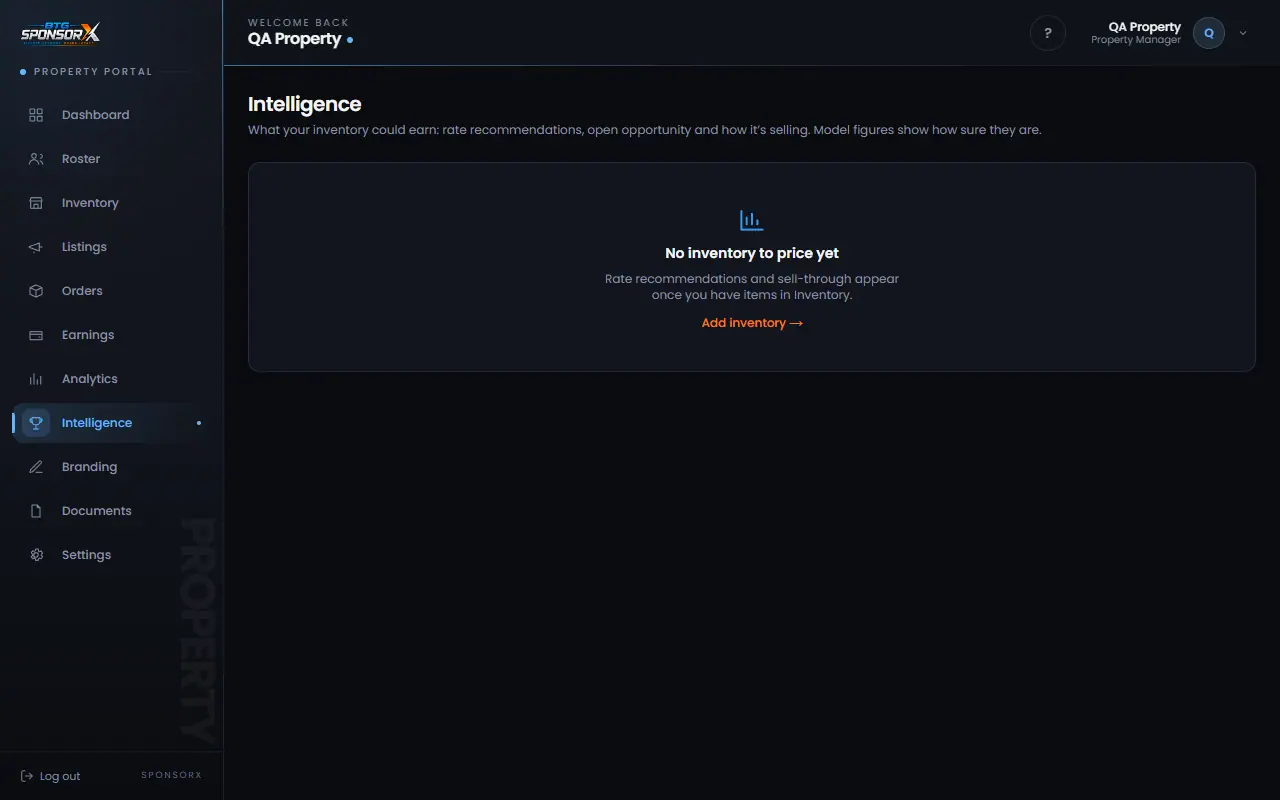 BTG
SPONSORX
PROPERTY PORTAL
Dashboard
Roster
Inventory
Listings
Orders
Earnings
Analytics
Intelligence
Branding
Documents
Settings
PROPERTY
Log out
SPONSORX
WELCOME BACK
QA Property
?
QA Property
Property Manager
Q
Intelligence
What your inventory could earn: rate recommendations, open opportunity and how it's selling. Model figures show how sure they are.
No inventory to price yet
Rate recommendations and sell-through appear
once you have items in Inventory.
Add inventory →